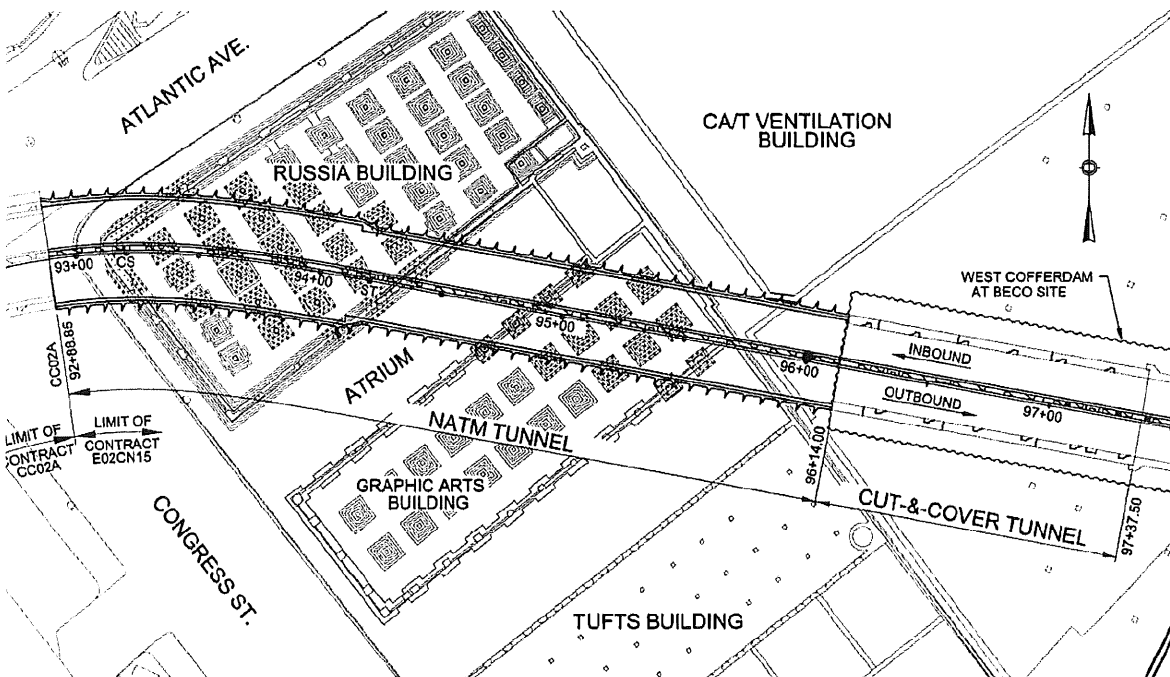 ATLANTIC AVE.
RUSSIA BUILDING
CA/T VENTILATION
BUILDING
WEST COFFERDAM
AT BECO SITE
93+00
CS
94+00
ST
95+00
96+00
97+00
INBOUND
OUTBOUND
CC02A
92+88.85
LIMIT OF
CONTRACT
CC02A
LIMIT OF
CONTRACT
E02CN15
ATRIUM
NATM TUNNEL
96+14.00
CUT-&-COVER TUNNEL
97+37.50
GRAPHIC ARTS
BUILDING
CONGRESS ST.
TUFTS BUILDING